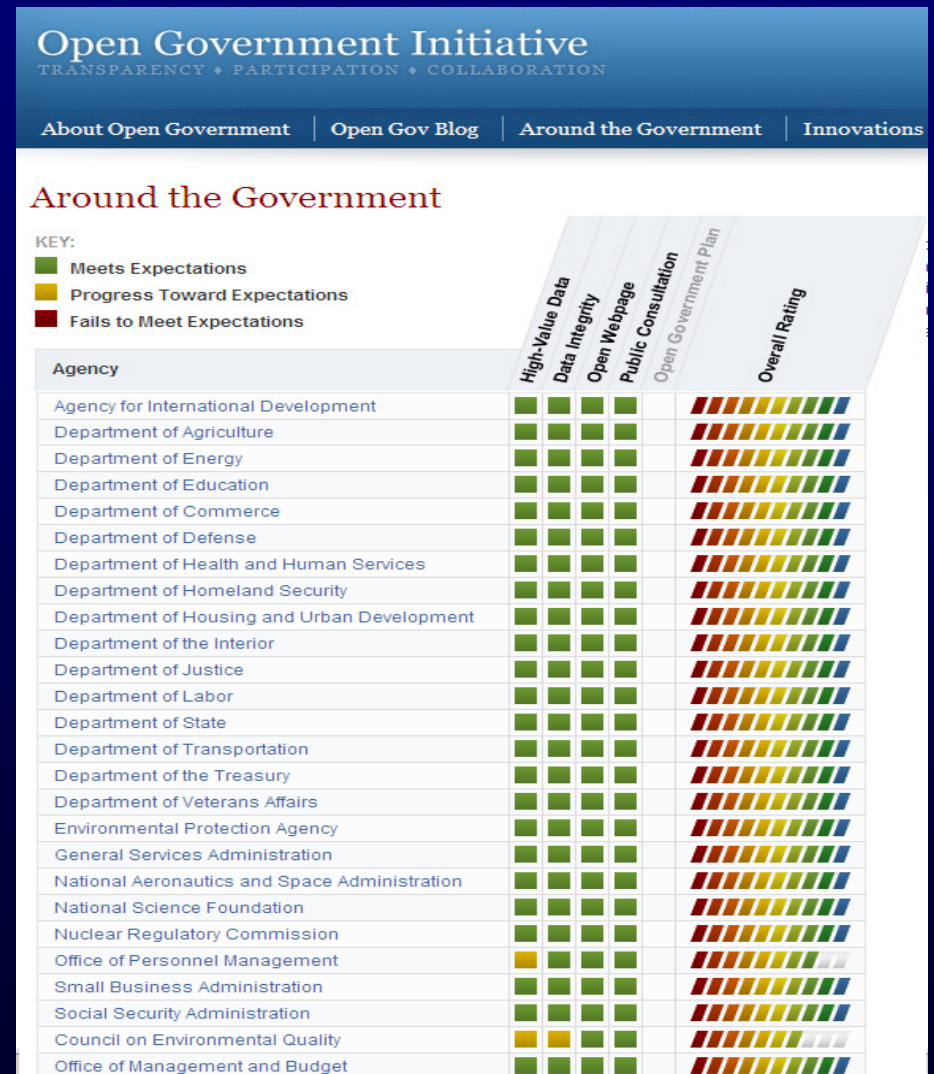 Open Government Initiative
TRANSPARENCY ♦ PARTICIPATION ♦ COLLABORATION
About Open Government Open Gov Blog Around the Government Innovations
Around the Government
KEY:
Meets Expectations
Progress Toward Expectations
Fails to Meet Expectations
Agency
High-Value Data
Data Integrity
Open Webpage
Public Consultation
Open Government Plan
Overall Rating
Agency for International Development
Department of Agriculture
Department of Energy
Department of Education
Department of Commerce
Department of Defense
Department of Health and Human Services
Department of Homeland Security
Department of Housing and Urban Development
Department of the Interior
Department of Justice
Department of Labor
Department of State
Department of Transportation
Department of the Treasury
Department of Veterans Affairs
Environmental Protection Agency
General Services Administration
National Aeronautics and Space Administration
National Science Foundation
Nuclear Regulatory Commission
Office of Personnel Management
Small Business Administration
Social Security Administration
Council on Environmental Quality
Office of Management and Budget